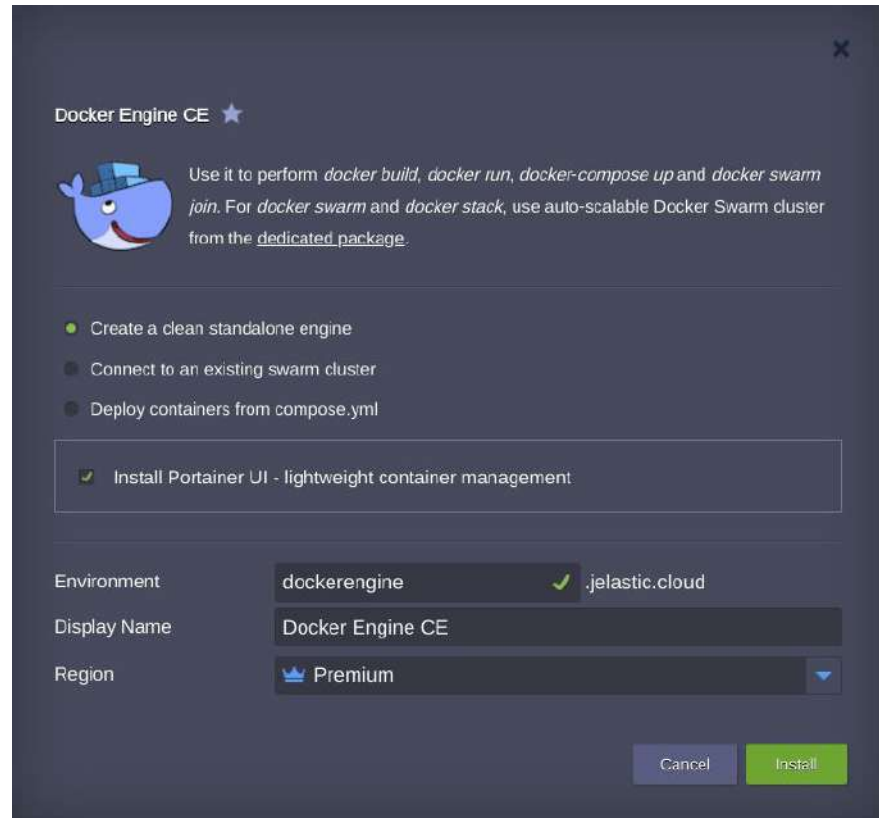 Docker Engine CE
Use it to perform docker build, docker run, docker-compose up and docker swarm
join. For docker swarm and docker stack, use auto-scalable Docker Swarm cluster
from the dedicated package.
Create a clean standalone engine
Connect to an existing swarm cluster
Deploy containers from compose.yml
Install Portainer UI - lightweight container management
Environment dockerengine .jelastic.cloud
Display Name Docker Engine CE
Region Premium
Cancel Install